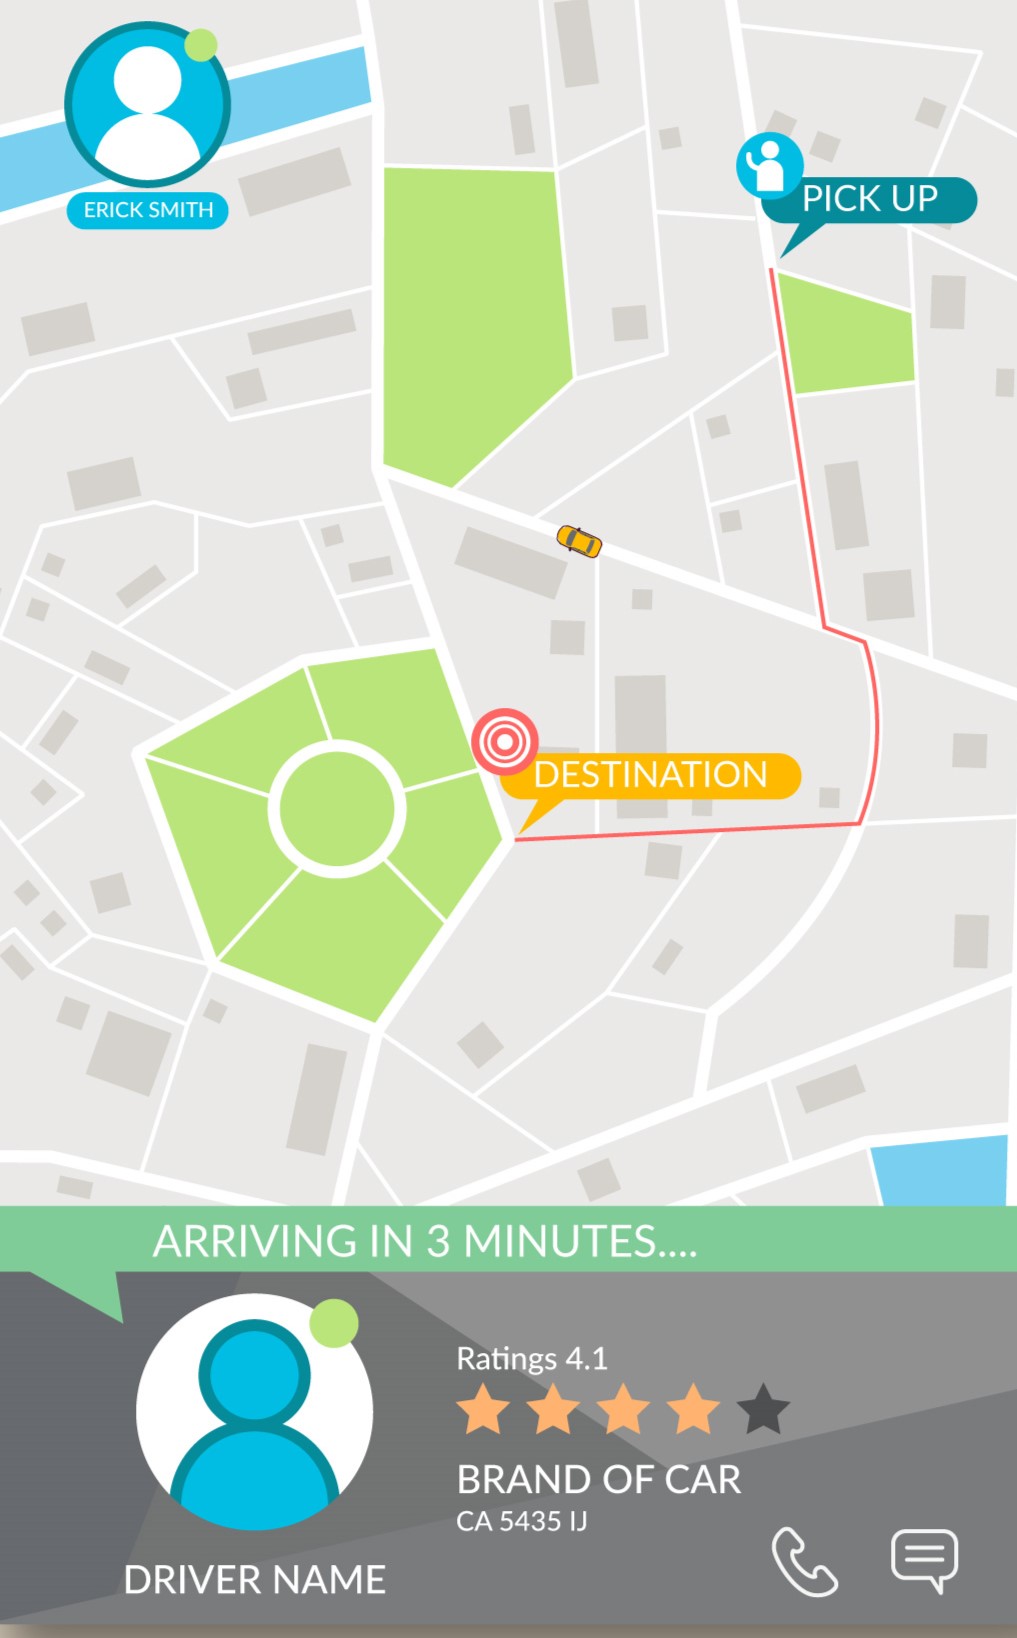 ERICK SMITH
PICK UP
DESTINATION
ARRIVING IN 3 MINUTES....
Ratings 4.1
BRAND OF CAR
CA 5435 IJ
DRIVER NAME